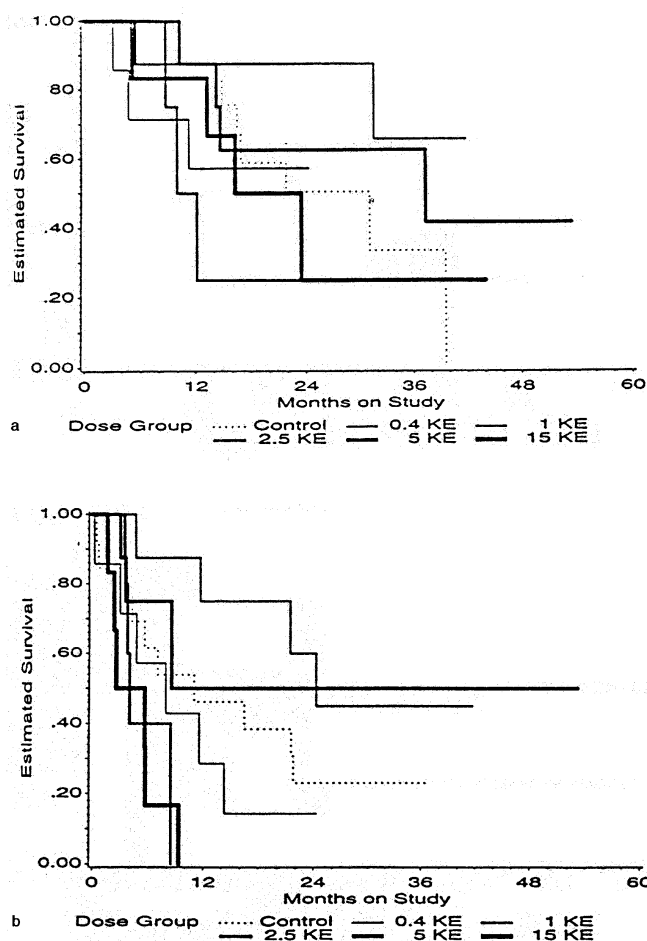 1.00
.80
.60
.40
.20
0.00
Estimated Survival
0 12 24 36 48 60
Months on Study
a Dose Group Control 0.4 KE 1 KE
2.5 KE 5 KE 15 KE
1.00
.80
.60
.40
.20
0.00
Estimated Survival
0 12 24 36 48 60
Months on Study
b Dose Group Control 0.4 KE 1 KE
2.5 KE 5 KE 15 KE